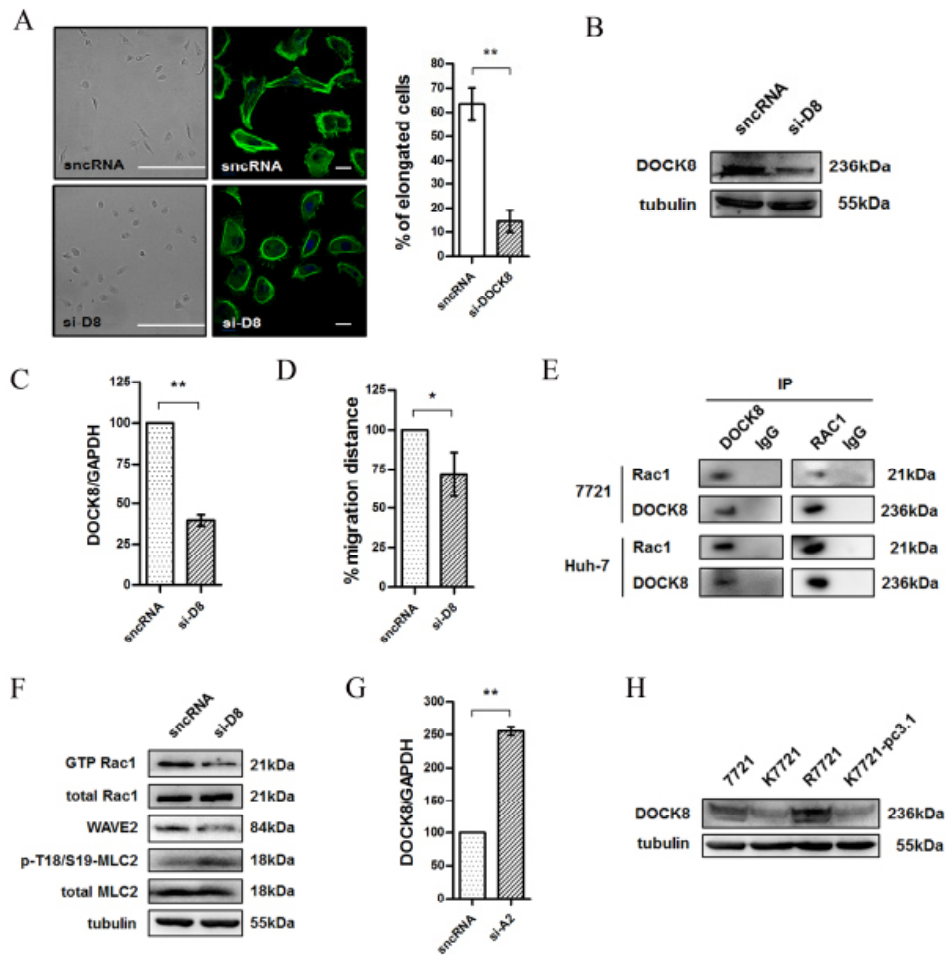 A
sncRNA
sncRNA
si-D8
si-D8
% of elongated cells
80
70
60
50
40
30
20
10
0
**
sncRNA
si-DOCK8
B
sncRNA
si-D8
DOCK8
236kDa
tubulin
55kDa
C
DOCK8/GAPDH
125
100
75
50
25
0
**
sncRNA
si-D8
D
% migration distance
125
100
75
50
25
0
*
sncRNA
si-D8
E
IP
DOCK8
IgG
RAC1
IgG
7721
Rac1
21kDa
DOCK8
236kDa
Huh-7
Rac1
21kDa
DOCK8
236kDa
F
sncRNA
si-D8
GTP Rac1
21kDa
total Rac1
21kDa
WAVE2
84kDa
p-T18/S19-MLC2
18kDa
total MLC2
18kDa
tubulin
55kDa
G
DOCK8/GAPDH
300
250
200
150
100
50
0
**
sncRNA
si-A2
H
7721
K7721
R7721
K7721-pc3.1
DOCK8
236kDa
tubulin
55kDa